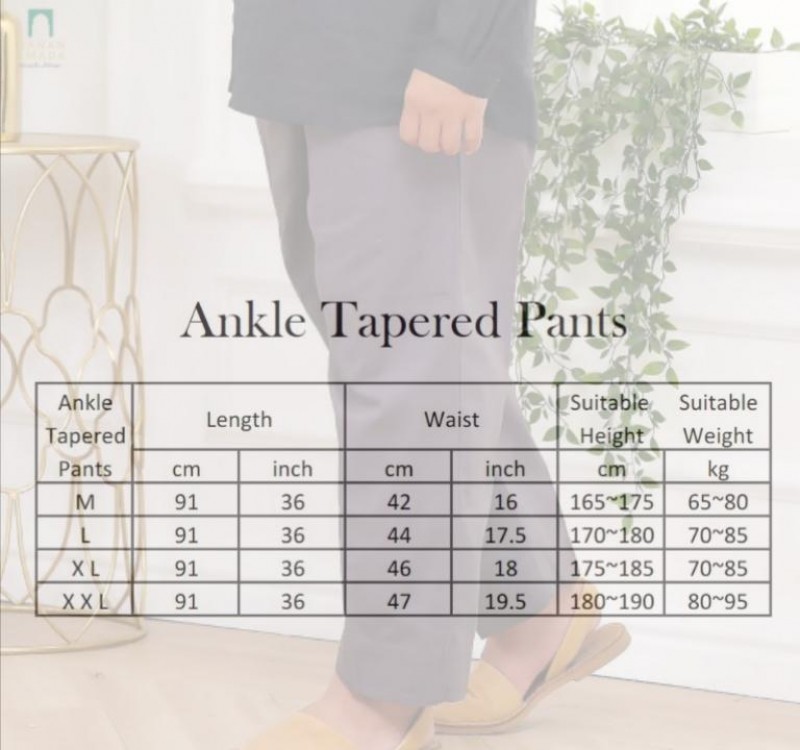 Ankle Tapered Pants
Ankle Tapered Pants Length Waist Suitable Height Suitable Weight
cm inch cm inch cm kg
M 91 36 42 16 165~175 65~80
L 91 36 44 17.5 170~180 70~85
X L 91 36 46 18 175~185 70~85
X X L 91 36 47 19.5 180~190 80~95